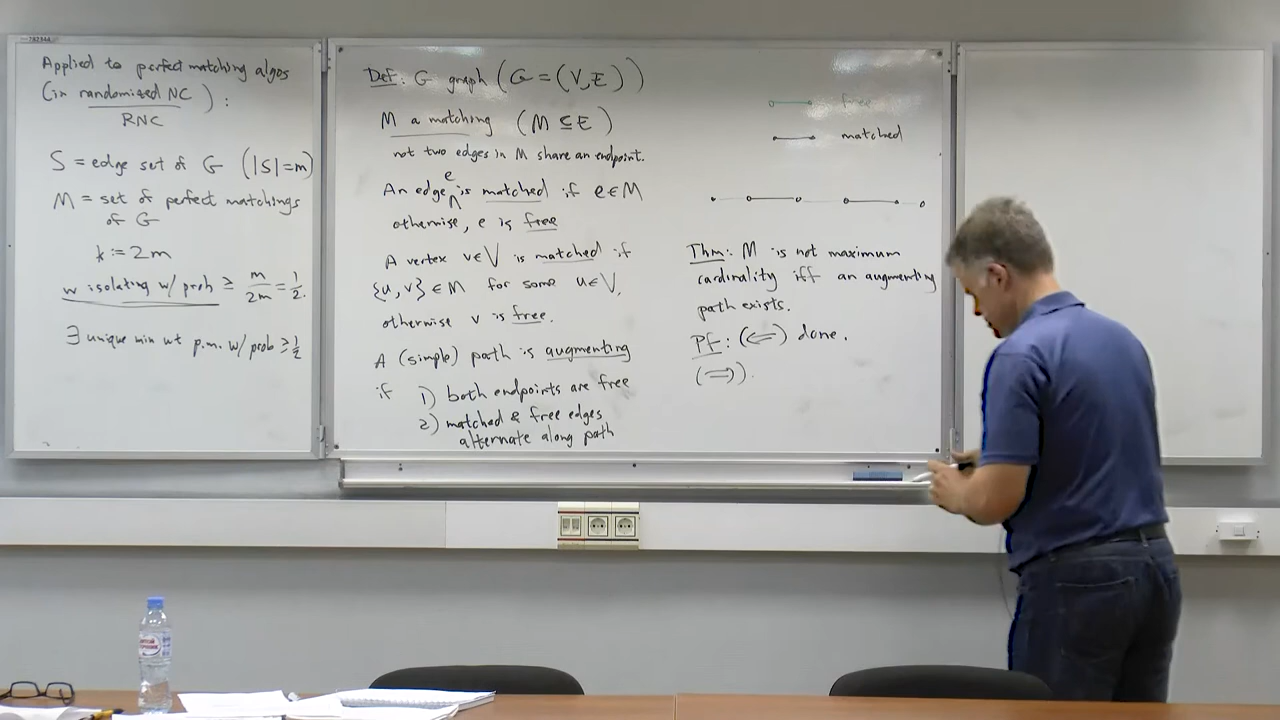 Applied to perfect matching algos
(in randomized NC) :
RNC
S = edge set of G (|S|=m)
M = set of perfect matchings
of G
k := 2m
w isolating w/ prob ≥ m/2m = 1/2.
∃ unique min wt p.m. w/ prob ≥ 1/2
Def: G graph (G = (V,E))
M a matching (M ⊆ E)
not two edges in M share an endpoint.
An edge e is matched if e ∈ M
otherwise, e is free
A vertex v ∈ V is matched if
{u, v} ∈ M for some u ∈ V,
otherwise v is free.
A (simple) path is augmenting
if 1) both endpoints are free
2) matched & free edges
alternate along path
free
matched
Thm: M is not maximum
cardinality iff an augmenting
path exists.
Pf: (⇐) done.
(⇒).